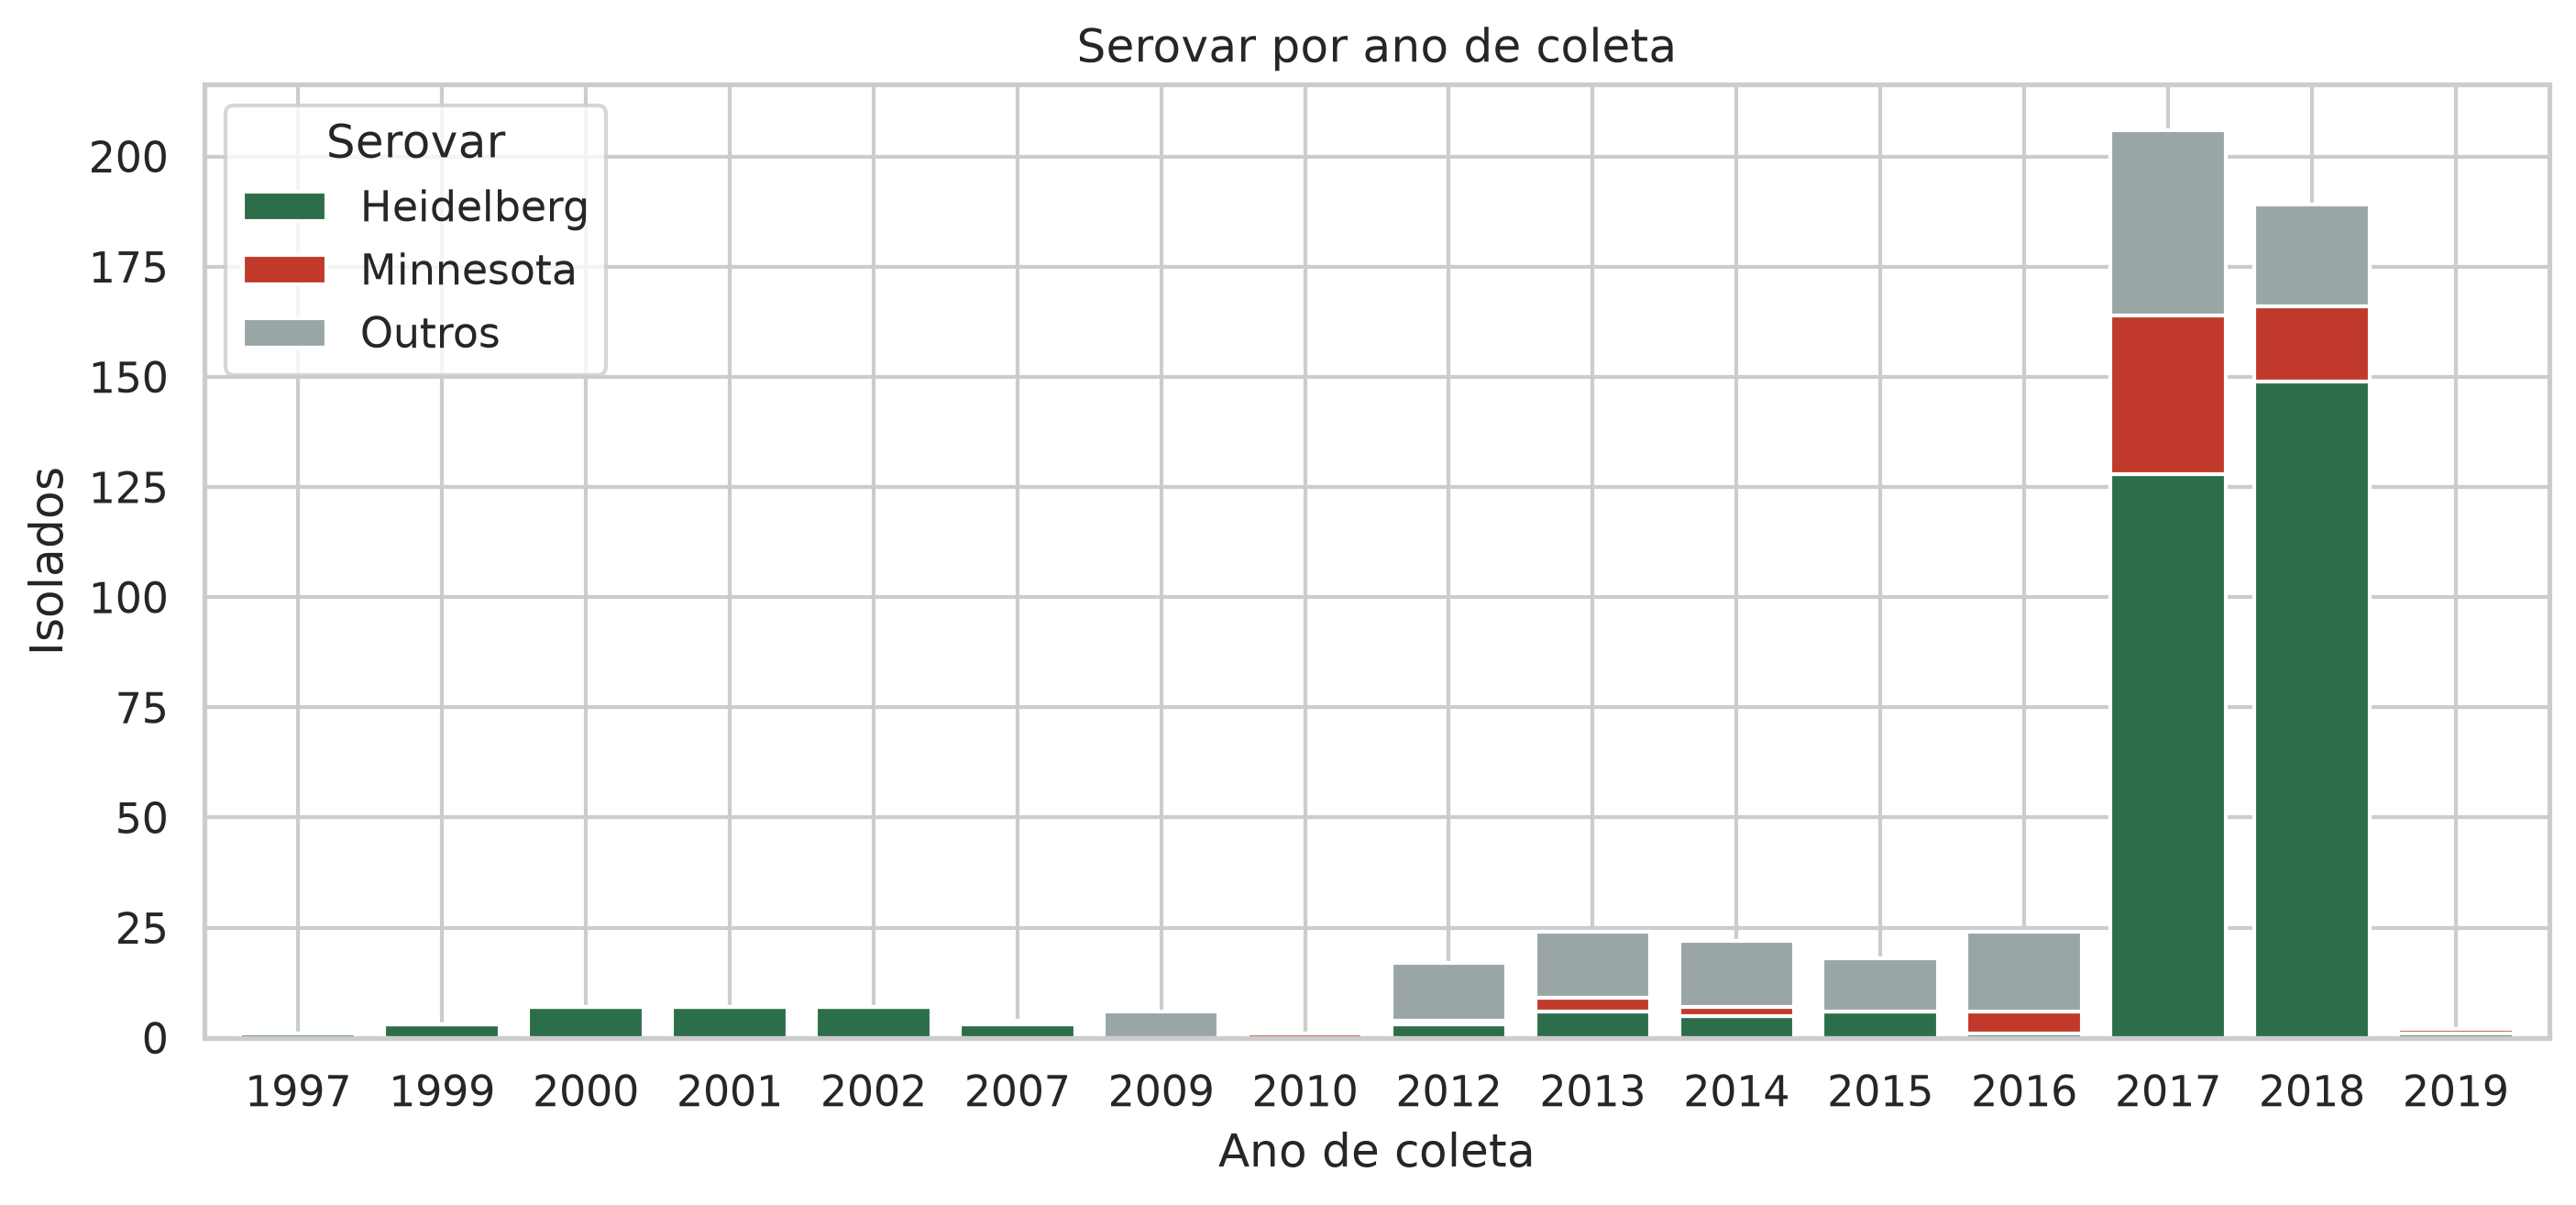 Serovar por ano de coleta
Serovar
Heidelberg
Minnesota
Outros
Isolados
200
175
150
125
100
75
50
25
0
1997 1999 2000 2001 2002 2007 2009 2010 2012 2013 2014 2015 2016 2017 2018 2019
Ano de coleta